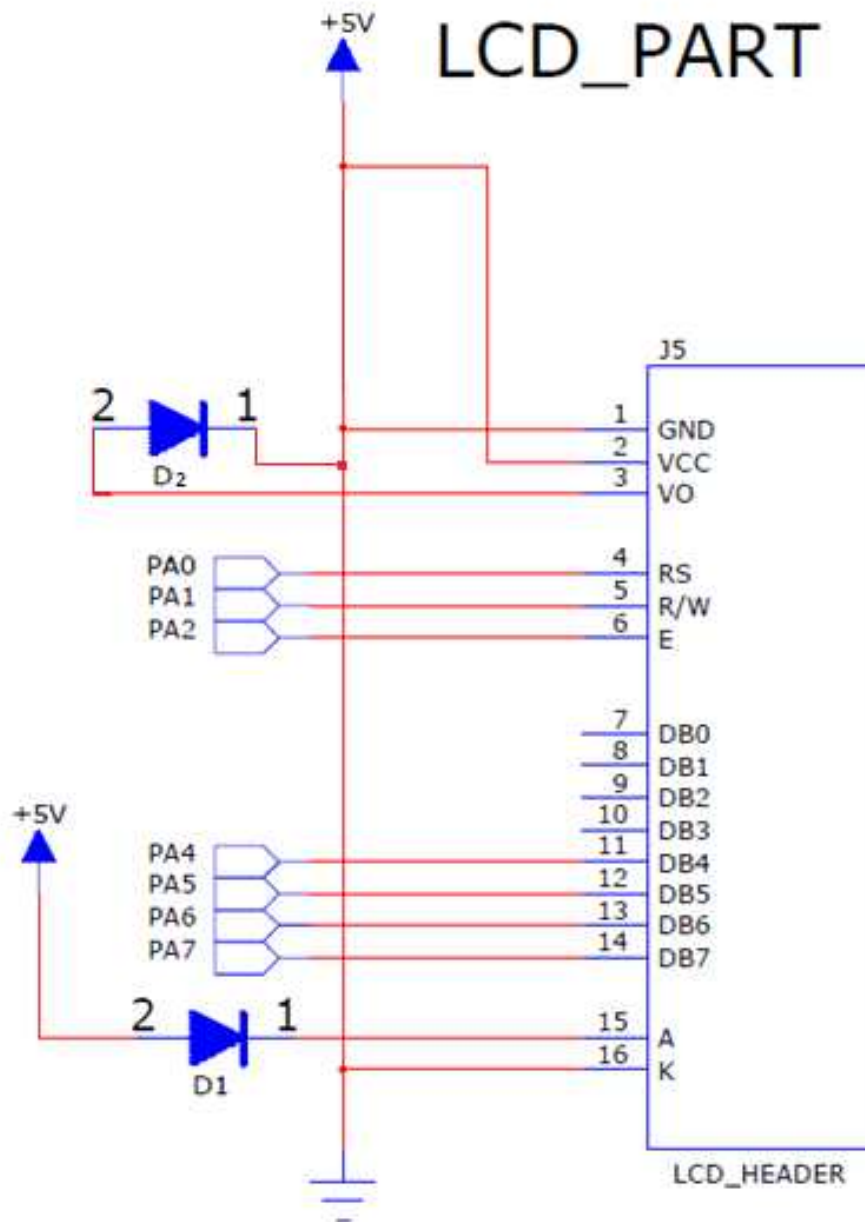 +5V
LCD_PART
J5
2 1
D2
1 GND
2 VCC
3 VO
PA0 4 RS
PA1 5 R/W
PA2 6 E
7 DB0
8 DB1
9 DB2
10 DB3
+5V
PA4 11 DB4
PA5 12 DB5
PA6 13 DB6
PA7 14 DB7
2 1 15 A
D1
16 K
LCD_HEADER